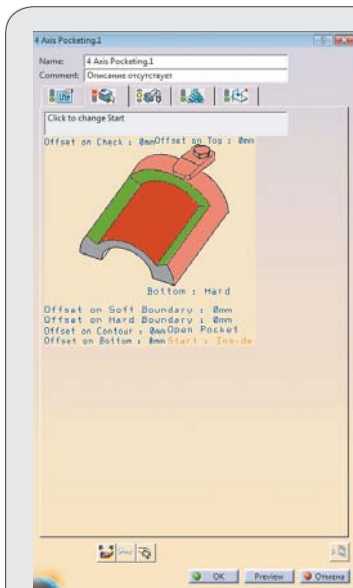 4 Axis Pocketing.1
Name: 4 Axis Pocketing.1
Comment: Описание отсутствует
Click to change Start
Offset on Check : 0mm Offset on Top : 0mm
Bottom : Hard
Offset on Soft Boundary : 0mm
Offset on Hard Boundary : 0mm
Offset on Contour : 0mm Open Pocket
Offset on Bottom : 0mm Start : Inside
OK Preview Отмена